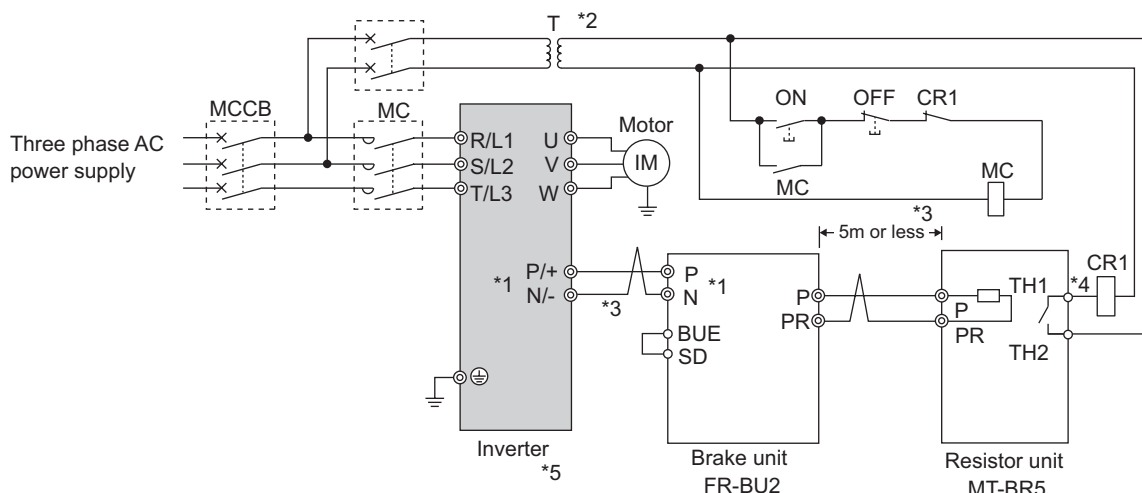 T *2
MCCB
MC
ON
OFF
CR1
Three phase AC
power supply
R/L1
S/L2
T/L3
U
V
W
Motor
IM
MC
MC
*3
5m or less
P/+
N/-
*1
*3
P
N
*1
BUE
SD
P
PR
P
PR
TH1
TH2
*4
CR1
Inverter
*5
Brake unit
FR-BU2
Resistor unit
MT-BR5